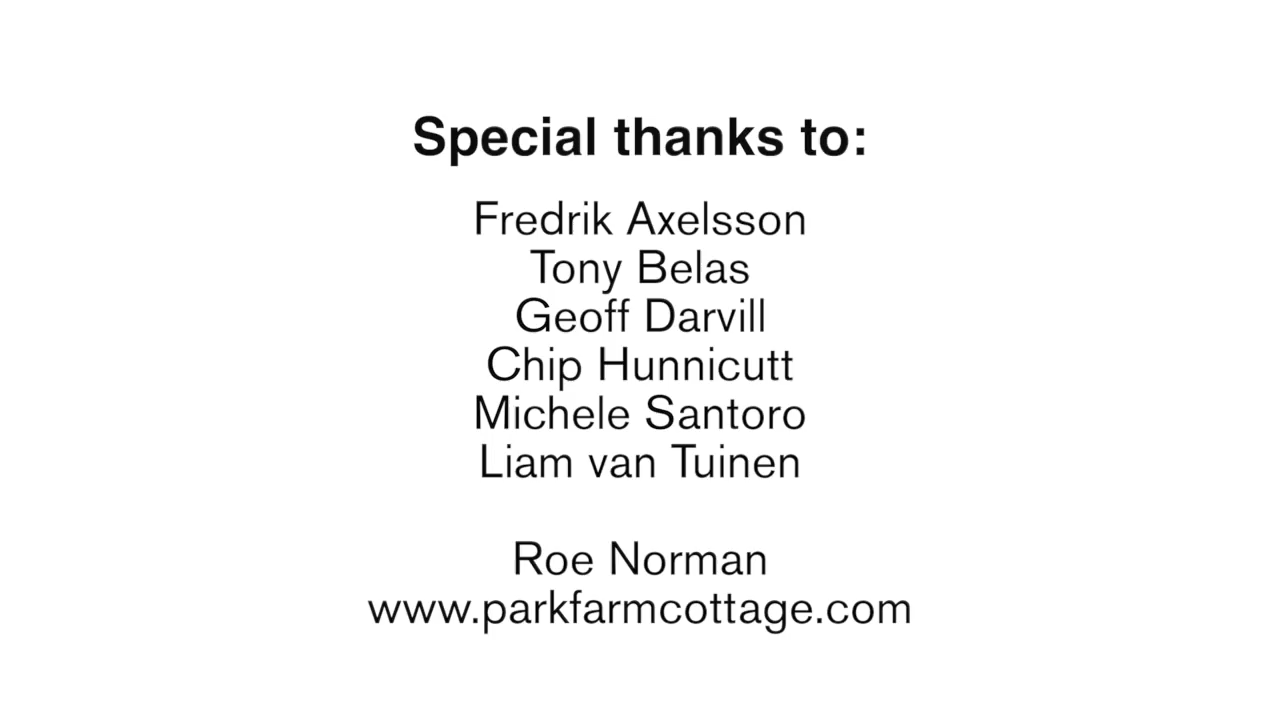 Special thanks to:
Fredrik Axelsson
Tony Belas
Geoff Darvill
Chip Hunnicutt
Michele Santoro
Liam van Tuinen
Roe Norman
www.parkfarmcottage.com